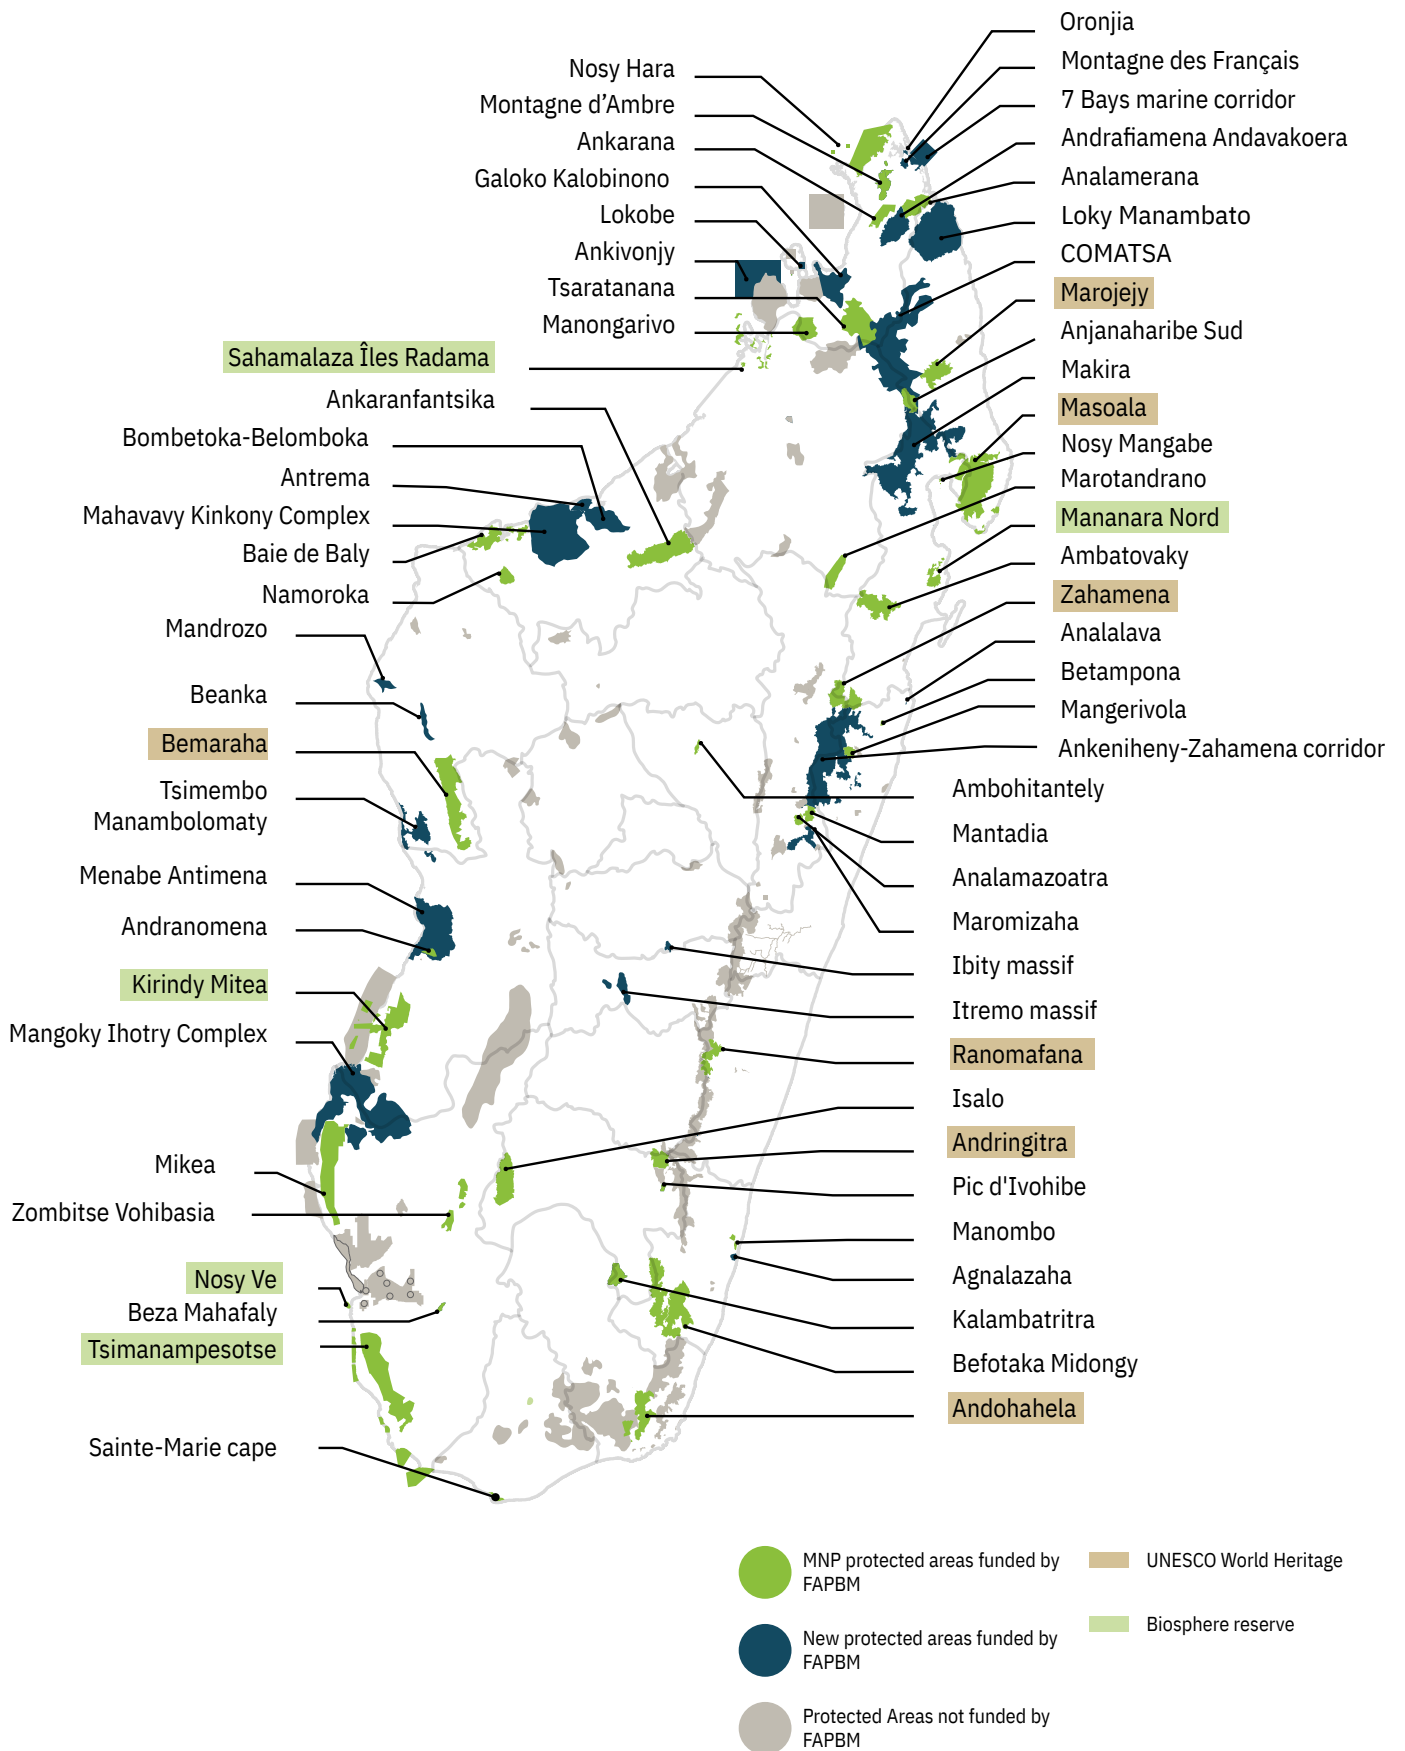 Nosy Hara
Montagne d’Ambre
Ankarana
Galoko Kalobinono
Lokobe
Ankivonjy
Tsaratanana
Manongarivo
Sahamalaza Îles Radama
Ankaranfantsika
Bombetoka-Belomboka
Antrema
Mahavavy Kinkony Complex
Baie de Baly
Namoroka
Mandrozo
Beanka
Bemaraha
Tsimembo
Manambolomaty
Menabe Antimena
Andranomena
Kirindy Mitea
Mangoky Ihotry Complex
Mikea
Zombitse Vohibasia
Nosy Ve
Beza Mahafaly
Tsimanampesotse
Sainte-Marie cape
Oronjia
Montagne des Français
7 Bays marine corridor
Andrafiamena Andavakoera
Analamerana
Loky Manambato
COMATSA
Marojejy
Anjanaharibe Sud
Makira
Masoala
Nosy Mangabe
Marotandrano
Mananara Nord
Ambatovaky
Zahamena
Analalava
Betampona
Mangerivola
Ankeniheny-Zahamena corridor
Ambohitantely
Mantadia
Analamazoatra
Maromizaha
Ibity massif
Itremo massif
Ranomafana
Isalo
Andringitra
Pic d'Ivohibe
Manombo
Agnalazaha
Kalambatritra
Befotaka Midongy
Andohahela
MNP protected areas funded by
FAPBM
New protected areas funded by
FAPBM
Protected Areas not funded by
FAPBM
UNESCO World Heritage
Biosphere reserve